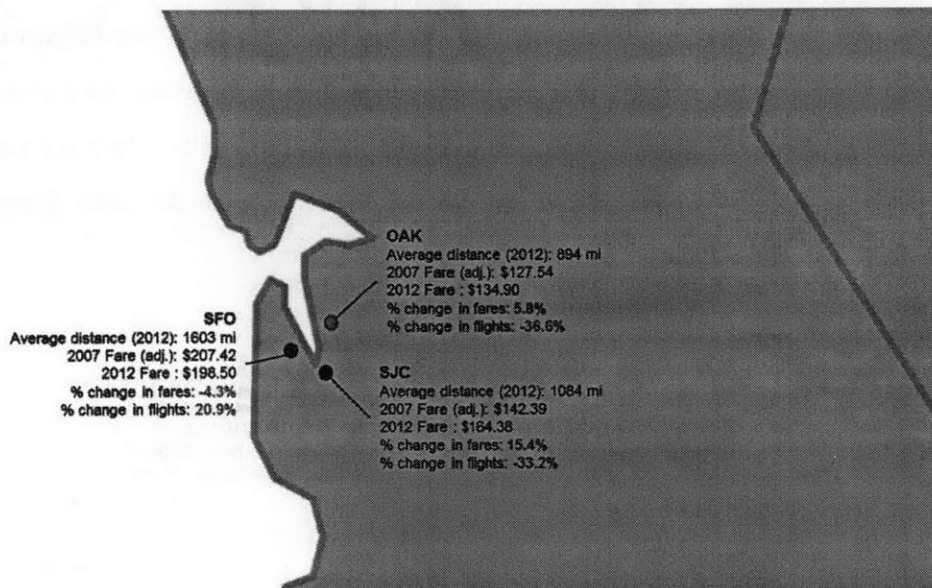 OAK
Average distance (2012): 894 mi
2007 Fare (adj.): $127.54
2012 Fare : $134.90
% change in fares: 5.8%
% change in flights: -36.6%
SFO
Average distance (2012): 1603 mi
2007 Fare (adj.): $207.42
2012 Fare : $198.50
% change in fares: -4.3%
% change in flights: 20.9%
SJC
Average distance (2012): 1084 mi
2007 Fare (adj.): $142.39
2012 Fare : $164.38
% change in fares: 15.4%
% change in flights: -33.2%